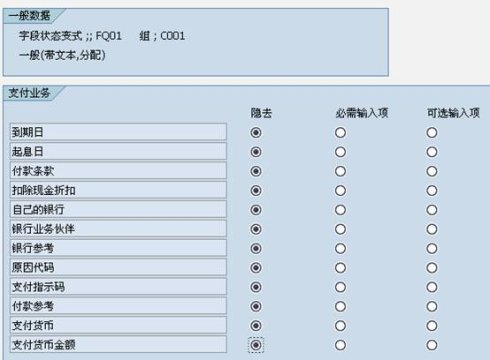 一般数据
字段状态变式 ;; FQ01 组 ; C001
一般(带文本,分配)
支付业务
隐去 必需输入项 可选输入项
到期日
起息日
付款条款
扣除现金折扣
自己的银行
银行业务伙伴
银行参考
原因代码
支付指示码
付款参考
支付货币
支付货币金额